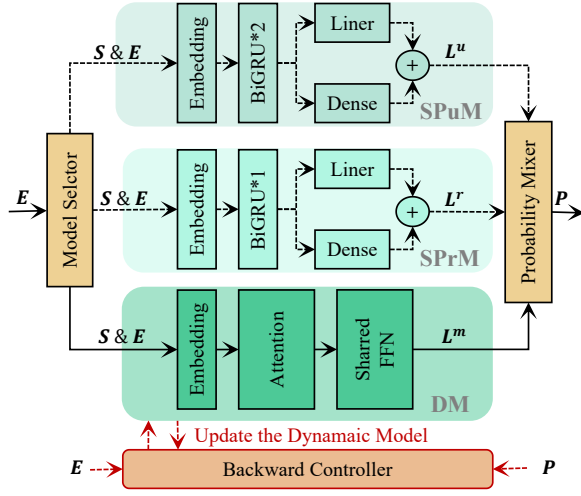 S & E
Embedding
BiGRU*2
Liner
Dense
+
L^u
SPuM
E
Model Selctor
S & E
Embedding
BiGRU*1
Liner
Dense
+
L^r
SPrM
Probability Mixer
P
S & E
Embedding
Attention
Sharred
FFN
L^m
DM
Update the Dynamaic Model
E
Backward Controller
P